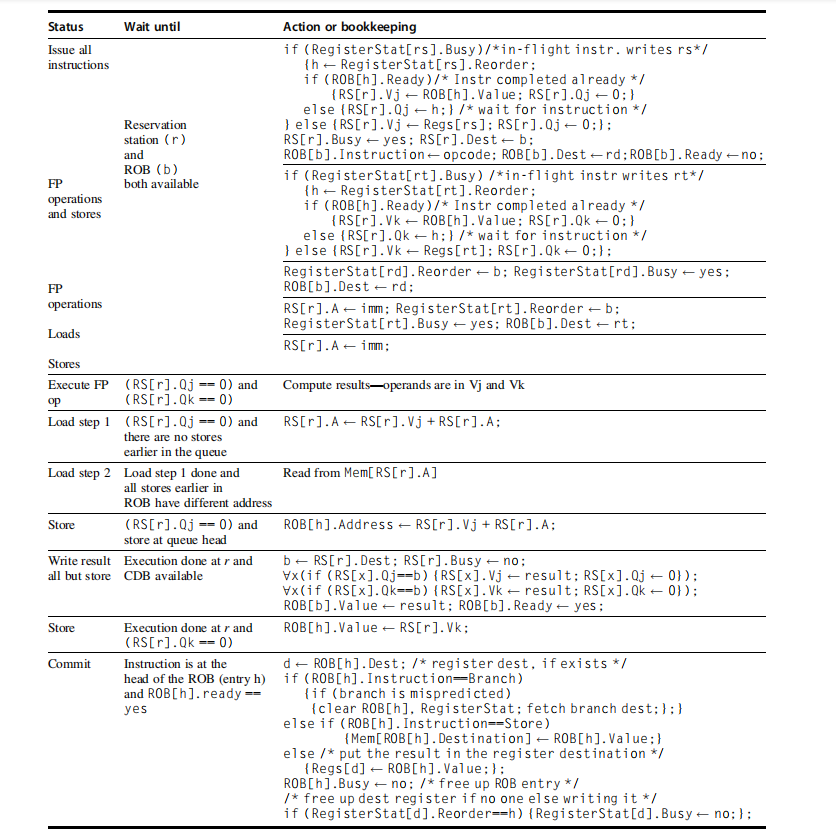 Status Wait until Action or bookkeeping
Issue all
instructions
Reservation
station (r)
and
ROB (b)
both available
if (RegisterStat[rs].Busy)/*in-flight instr. writes rs*/
{h ← RegisterStat[rs].Reorder;
if (ROB[h].Ready)/* Instr completed already */
{RS[r].Vj ← ROB[h].Value; RS[r].Qj ← 0;}
else {RS[r].Qj ← h;} /* wait for instruction */
} else {RS[r].Vj ← Regs[rs]; RS[r].Qj ← 0;};
RS[r].Busy ← yes; RS[r].Dest ← b;
ROB[b].Instruction ← opcode; ROB[b].Dest ← rd;ROB[b].Ready ← no;
FP
operations
and stores
if (RegisterStat[rt].Busy) /*in-flight instr writes rt*/
{h ← RegisterStat[rt].Reorder;
if (ROB[h].Ready)/* Instr completed already */
{RS[r].Vk ← ROB[h].Value; RS[r].Qk ← 0;}
else {RS[r].Qk ← h;} /* wait for instruction */
} else {RS[r].Vk ← Regs[rt]; RS[r].Qk ← 0;};
FP
operations
RegisterStat[rd].Reorder ← b; RegisterStat[rd].Busy ← yes;
ROB[b].Dest ← rd;
Loads
RS[r].A ← imm; RegisterStat[rt].Reorder ← b;
RegisterStat[rt].Busy ← yes; ROB[b].Dest ← rt;
Stores
RS[r].A ← imm;
Execute FP
op
(RS[r].Qj == 0) and
(RS[r].Qk == 0)
Compute results—operands are in Vj and Vk
Load step 1
(RS[r].Qj == 0) and
there are no stores
earlier in the queue
RS[r].A ← RS[r].Vj + RS[r].A;
Load step 2
Load step 1 done and
all stores earlier in
ROB have different address
Read from Mem[RS[r].A]
Store
(RS[r].Qj == 0) and
store at queue head
ROB[h].Address ← RS[r].Vj + RS[r].A;
Write result
all but store
Execution done at r and
CDB available
b ← RS[r].Dest; RS[r].Busy ← no;
∀x(if (RS[x].Qj==b) {RS[x].Vj ← result; RS[x].Qj ← 0});
∀x(if (RS[x].Qk==b) {RS[x].Vk ← result; RS[x].Qk ← 0});
ROB[b].Value ← result; ROB[b].Ready ← yes;
Store
Execution done at r and
(RS[r].Qk == 0)
ROB[h].Value ← RS[r].Vk;
Commit
Instruction is at the
head of the ROB (entry h)
and ROB[h].ready ==
yes
d ← ROB[h].Dest; /* register dest, if exists */
if (ROB[h].Instruction==Branch)
{if (branch is mispredicted)
{clear ROB[h], RegisterStat; fetch branch dest;};}
else if (ROB[h].Instruction==Store)
{Mem[ROB[h].Destination] ← ROB[h].Value;}
else /* put the result in the register destination */
{Regs[d] ← ROB[h].Value;};
ROB[h].Busy ← no; /* free up ROB entry */
/* free up dest register if no one else writing it */
if (RegisterStat[d].Reorder==h) {RegisterStat[d].Busy ← no;};